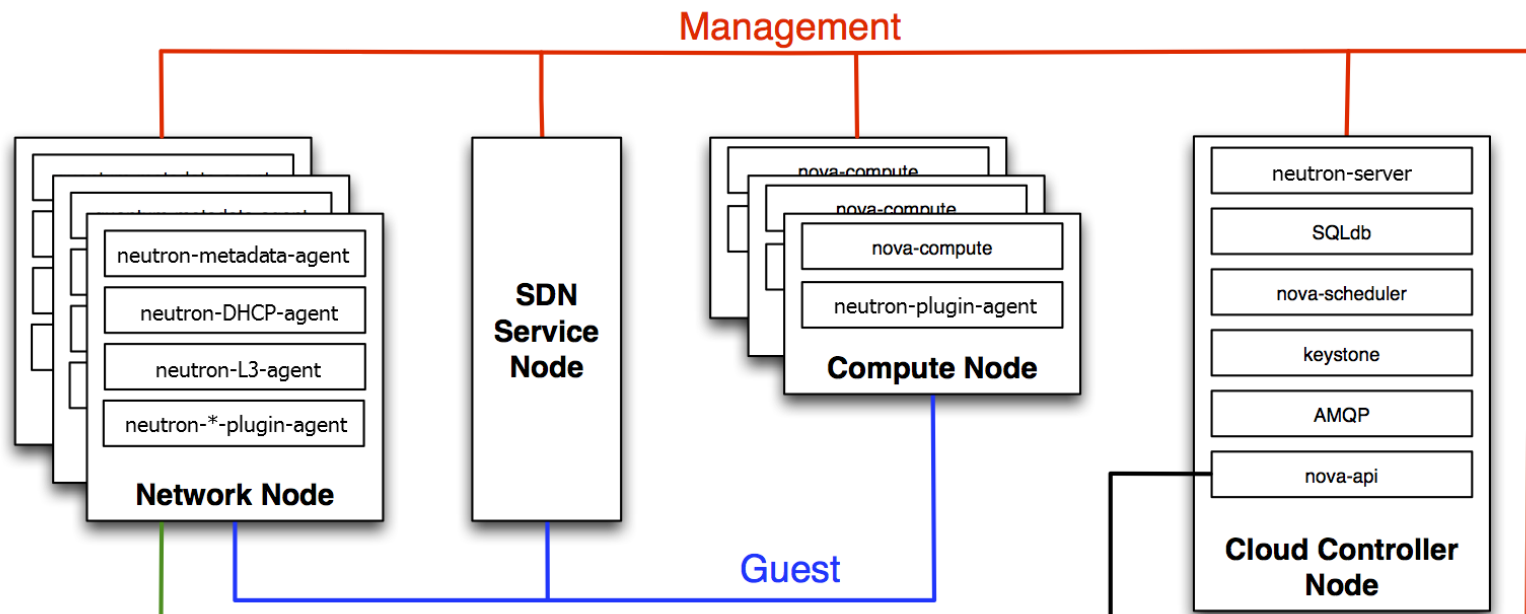 Management
nova-compute
nova-compute
neutron-metadata-agent
neutron-DHCP-agent
neutron-L3-agent
neutron-*-plugin-agent
Network Node
SDN
Service
Node
nova-compute
neutron-plugin-agent
Compute Node
neutron-server
SQLdb
nova-scheduler
keystone
AMQP
nova-api
Cloud Controller
Node
Guest